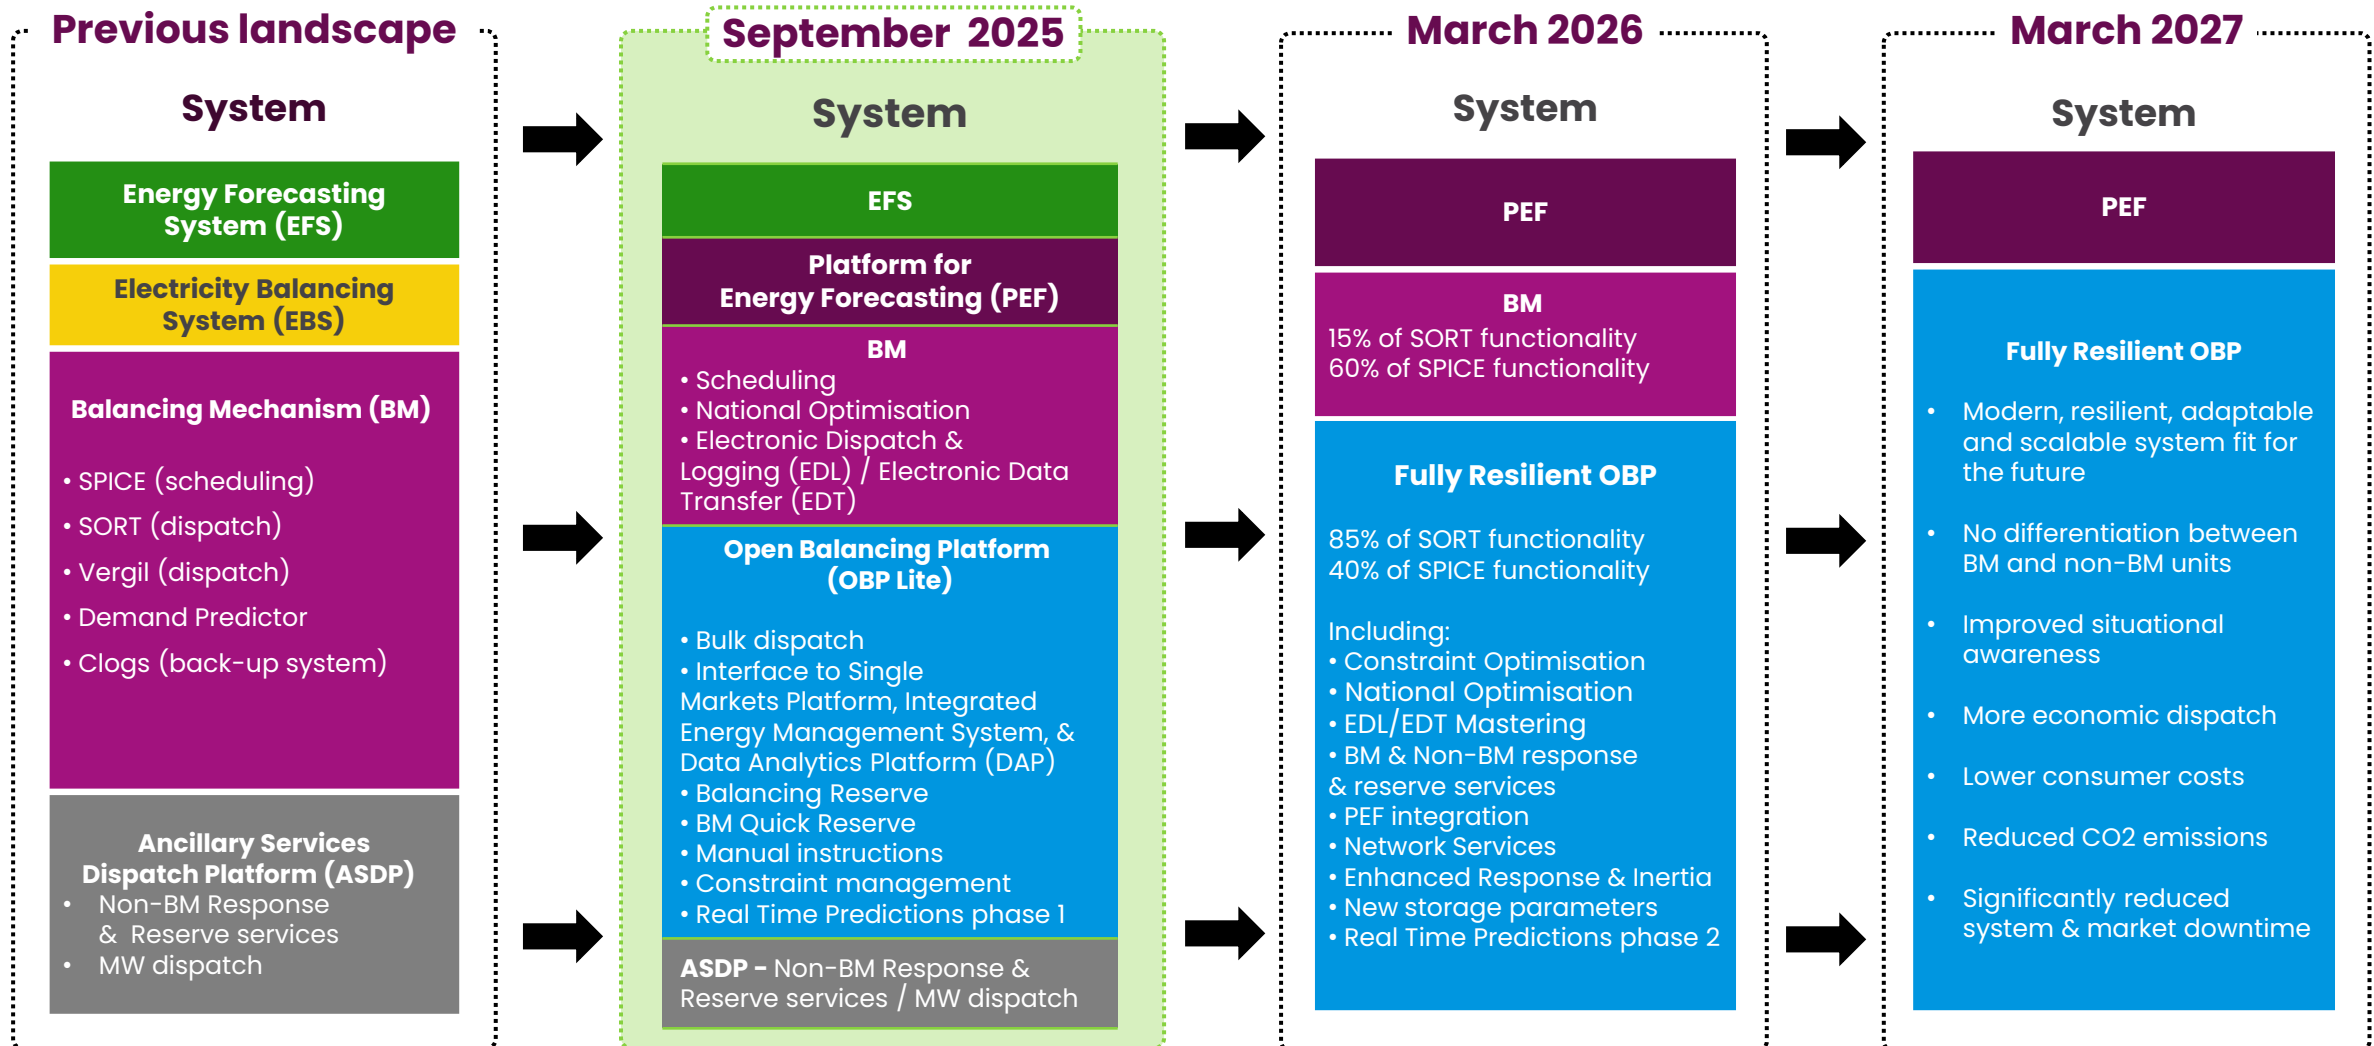 Previous landscape
System
Energy Forecasting
System (EFS)
Electricity Balancing
System (EBS)
Balancing Mechanism (BM)
• SPICE (scheduling)
• SORT (dispatch)
• Vergil (dispatch)
• Demand Predictor
• Clogs (back-up system)
Ancillary Services
Dispatch Platform (ASDP)
• Non-BM Response
& Reserve services
• MW dispatch
September 2025
System
EFS
Platform for
Energy Forecasting (PEF)
BM
• Scheduling
• National Optimisation
• Electronic Dispatch &
Logging (EDL) / Electronic Data
Transfer (EDT)
Open Balancing Platform
(OBP Lite)
• Bulk dispatch
• Interface to Single
Markets Platform, Integrated
Energy Management System, &
Data Analytics Platform (DAP)
• Balancing Reserve
• BM Quick Reserve
• Manual instructions
• Constraint management
• Real Time Predictions phase 1
ASDP - Non-BM Response &
Reserve services / MW dispatch
March 2026
System
PEF
BM
15% of SORT functionality
60% of SPICE functionality
Fully Resilient OBP
85% of SORT functionality
40% of SPICE functionality
Including:
• Constraint Optimisation
• National Optimisation
• EDL/EDT Mastering
• BM & Non-BM response
& reserve services
• PEF integration
• Network Services
• Enhanced Response & Inertia
• New storage parameters
• Real Time Predictions phase 2
March 2027
System
PEF
Fully Resilient OBP
• Modern, resilient, adaptable
and scalable system fit for
the future
• No differentiation between
BM and non-BM units
• Improved situational
awareness
• More economic dispatch
• Lower consumer costs
• Reduced CO2 emissions
• Significantly reduced
system & market downtime